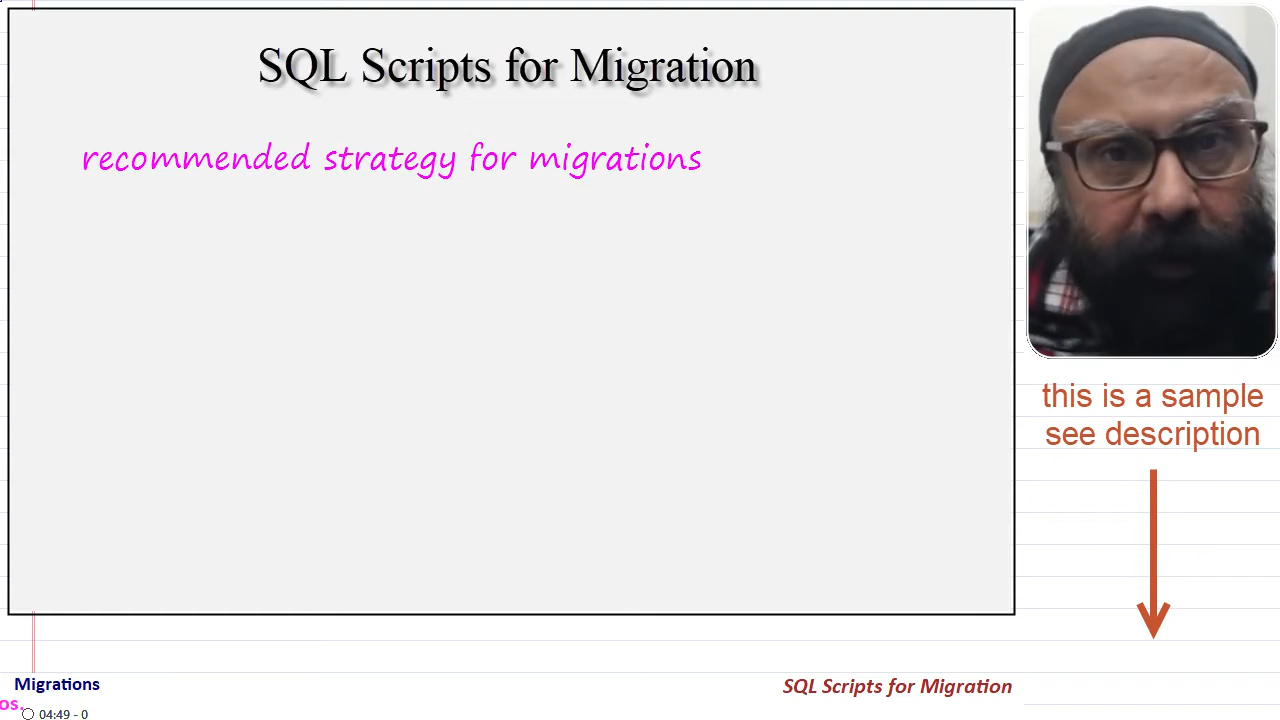 SQL Scripts for Migration
recommended strategy for migrations
this is a sample
see description
Migrations
SQL Scripts for Migration
os.
04:49 - 0